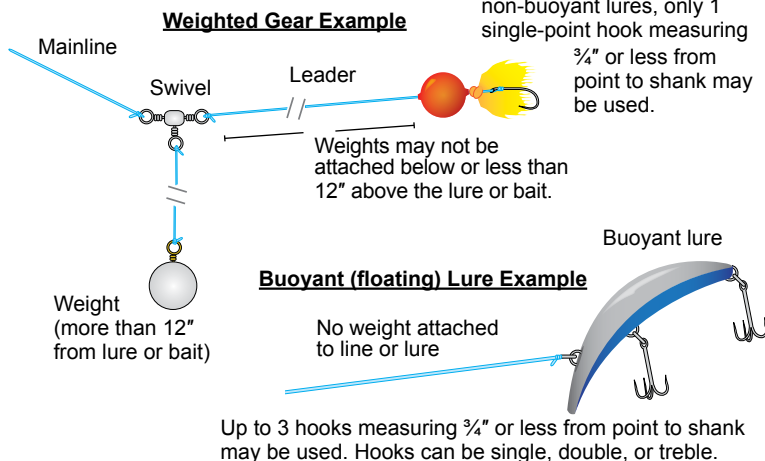 Weighted Gear Example
non-buoyant lures, only 1
single-point hook measuring
¾″ or less from
point to shank may
be used.
Mainline
Swivel
Leader
Weights may not be
attached below or less than
12″ above the lure or bait.
Weight
(more than 12″
from lure or bait)
Buoyant lure
Buoyant (floating) Lure Example
No weight attached
to line or lure
Up to 3 hooks measuring ¾″ or less from point to shank
may be used. Hooks can be single, double, or treble.